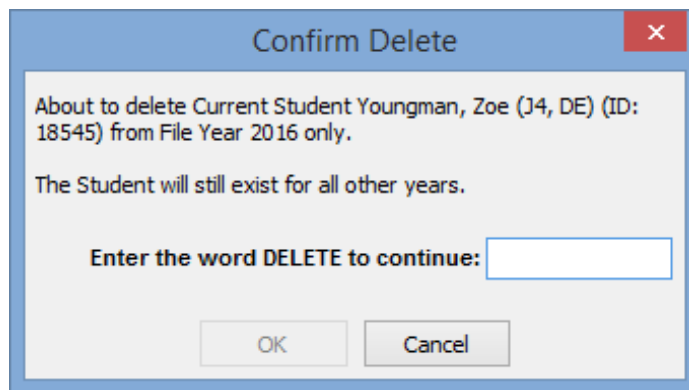 Confirm Delete
About to delete Current Student Youngman, Zoe (J4, DE) (ID:
18545) from File Year 2016 only.
The Student will still exist for all other years.
Enter the word DELETE to continue:
OK
Cancel